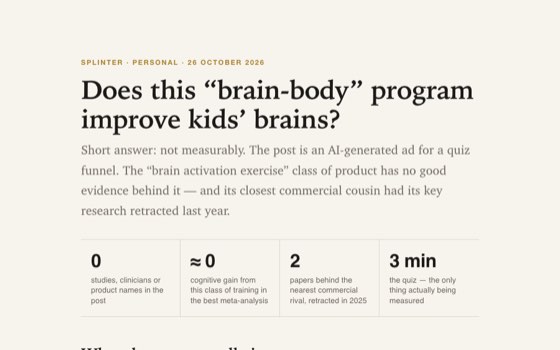 SPLINTER · PERSONAL · 26 OCTOBER 2026
Does this “brain-body” program
improve kids’ brains?
Short answer: not measurably. The post is an AI-generated ad for a quiz
funnel. The “brain activation exercise” class of product has no good
evidence behind it — and its closest commercial cousin had its key
research retracted last year.
0
studies, clinicians or
product names in the
post
≈ 0
cognitive gain from
this class of training in
the best meta-analysis
2
papers behind the
nearest commercial
rival, retracted in 2025
3 min
the quiz — the only
thing actually being
measured